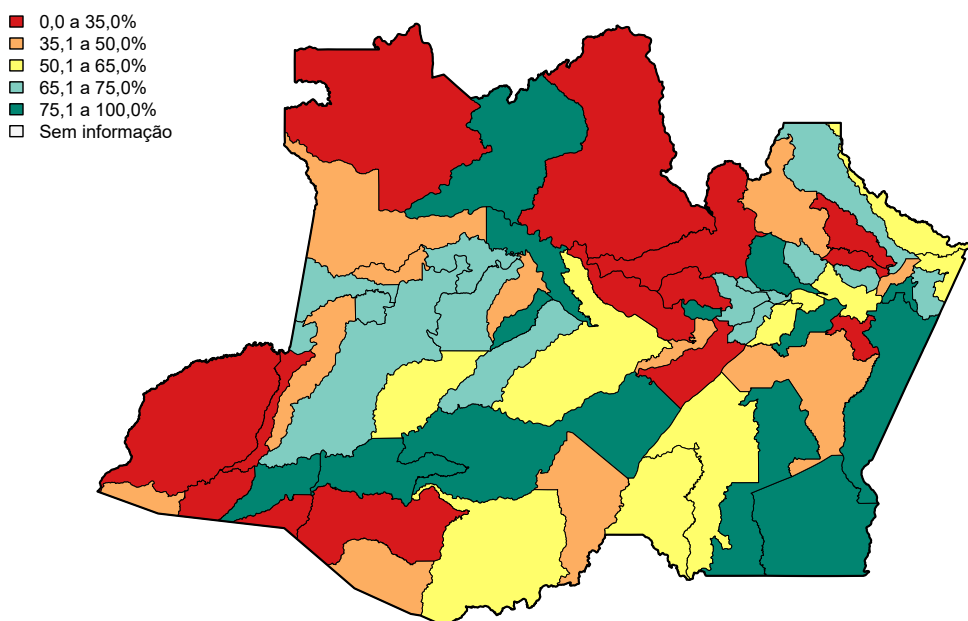 0,0 a 35,0%
35,1 a 50,0%
50,1 a 65,0%
65,1 a 75,0%
75,1 a 100,0%
Sem informação